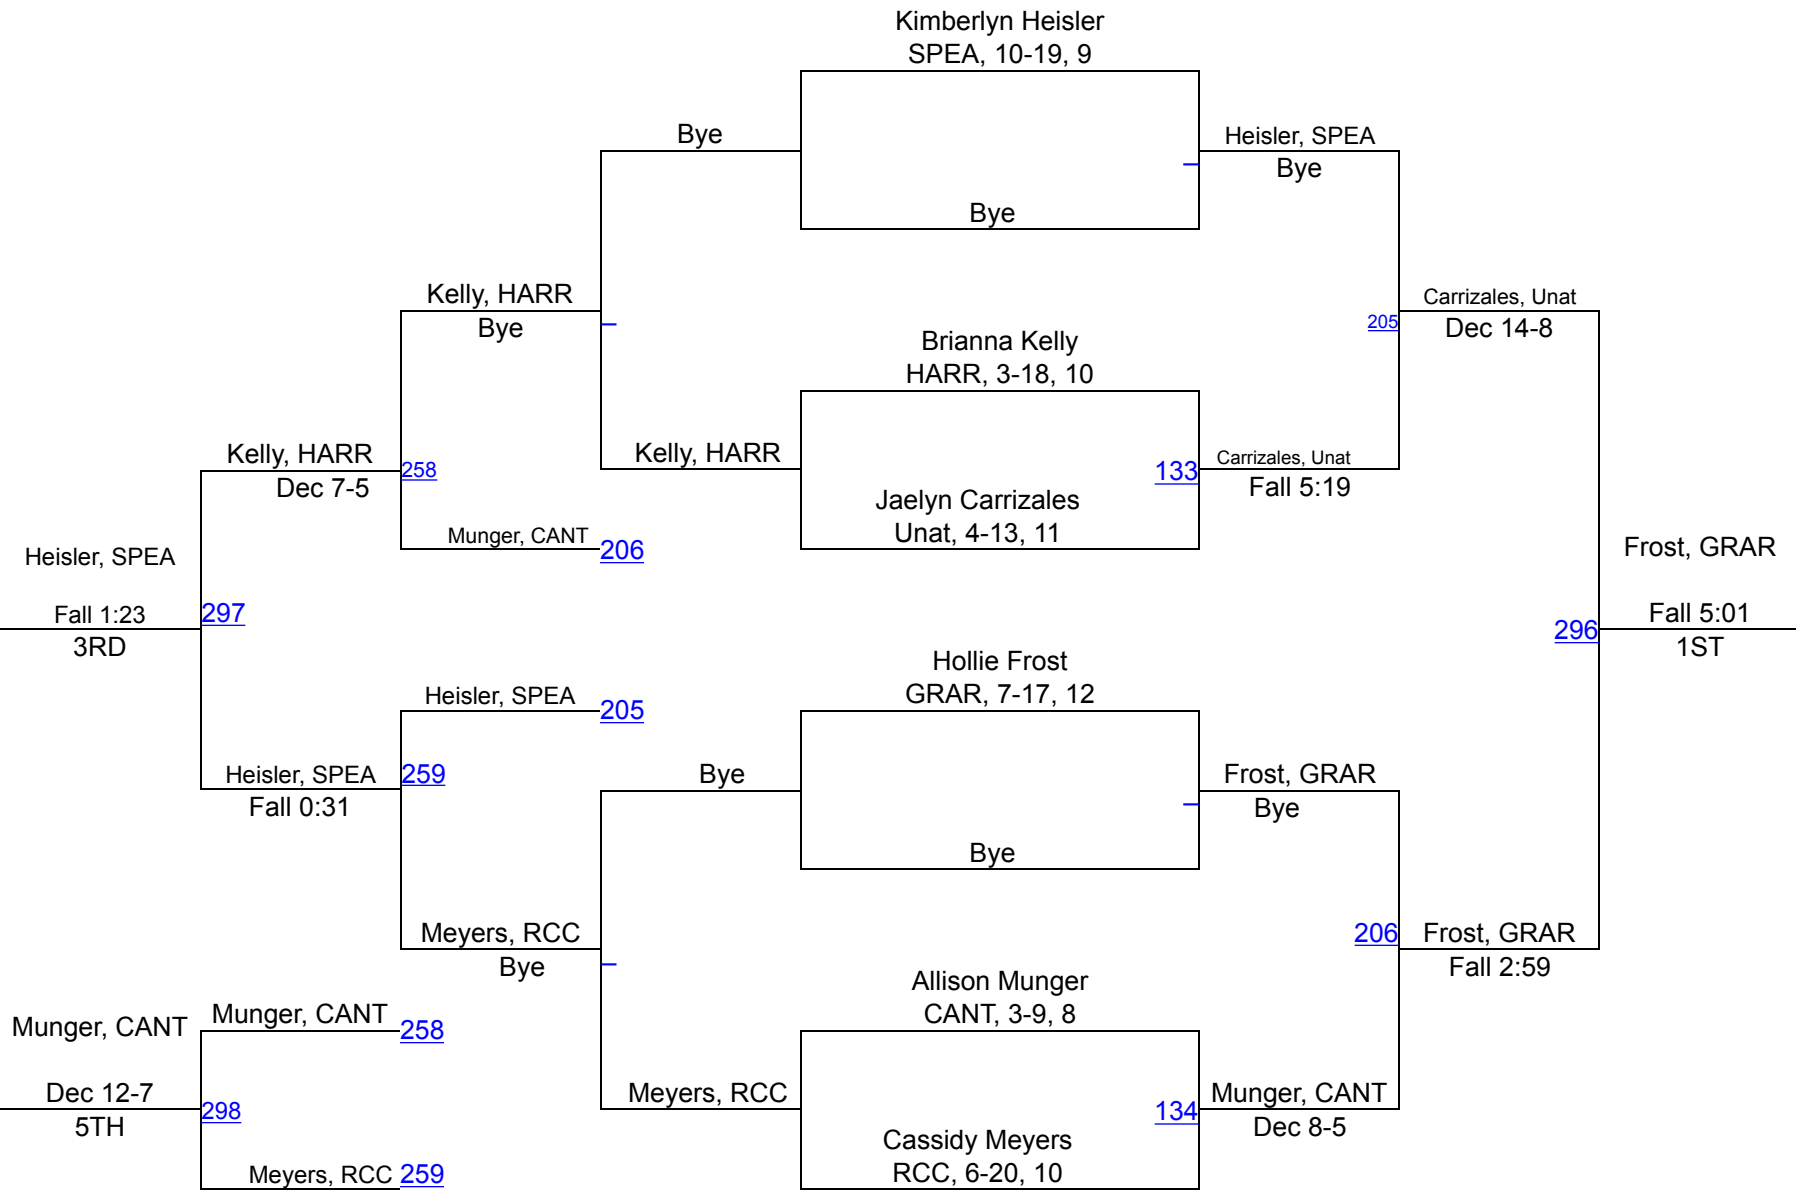 Kimberlyn Heisler
SPEA, 10-19, 9
Bye
Heisler, SPEA
Bye
Bye
Kelly, HARR
Bye
Carrizales, Unat
205
Dec 14-8
Brianna Kelly
HARR, 3-18, 10
Kelly, HARR
258
Dec 7-5
Kelly, HARR
133
Carrizales, Unat
Fall 5:19
Jaelyn Carrizales
Unat, 4-13, 11
Munger, CANT
206
Heisler, SPEA
Fall 1:23
3RD
297
Frost, GRAR
296
Fall 5:01
1ST
Hollie Frost
GRAR, 7-17, 12
Heisler, SPEA
205
Heisler, SPEA
259
Fall 0:31
Bye
Frost, GRAR
Bye
Bye
Meyers, RCC
Bye
206
Frost, GRAR
Fall 2:59
Allison Munger
CANT, 3-9, 8
Munger, CANT
Munger, CANT
258
Dec 12-7
5TH
298
Meyers, RCC
134
Munger, CANT
Dec 8-5
Cassidy Meyers
RCC, 6-20, 10
Meyers, RCC
259